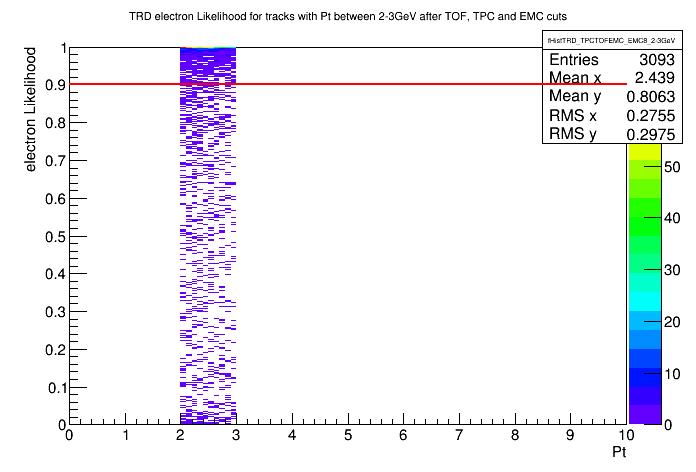 TRD electron Likelihood for tracks with Pt between 2-3GeV after TOF, TPC and EMC cuts
fHistTRD_TPCTOFEMC_EMC8_2-3GeV
Entries 3093
Mean x 2.439
Mean y 0.8063
RMS x 0.2755
RMS y 0.2975
electron Likelihood
1
0.9
0.8
0.7
0.6
0.5
0.4
0.3
0.2
0.1
0
0 1 2 3 4 5 6 7 8 9 10
Pt
50
40
30
20
10
0